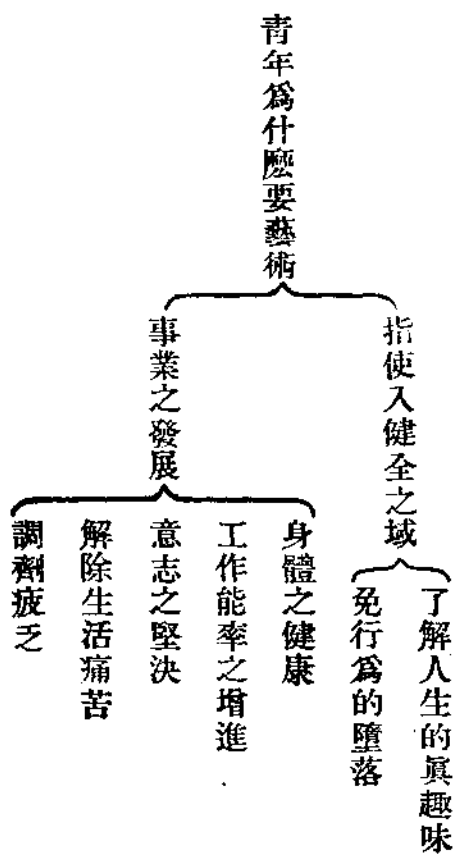 青年爲什麽要藝術
指使入健全之域
了解人生的眞趣味
免行爲的墮落
事業之發展
身體之健康
工作能率之增進
意志之堅決
解除生活痛苦
調劑疲乏